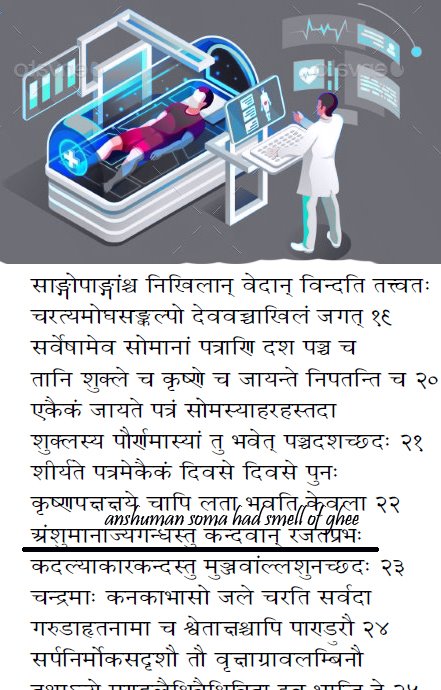 साङ्गोपाङ्गांश्च निखिलान् वेदान् विन्दति तत्त्वतः
चरत्यमोघसङ्कल्पो देववच्चाखिलं जगत् १९
सर्वेषामेव सोमानां पत्राणि दश पञ्च च
तानि शुक्ले च कृष्णे च जायन्ते निपतन्ति च २०
एकैकं जायते पत्रं सोमस्याहरहस्तदा
शुक्लस्य पौर्णमास्यां तु भवेत् पञ्चदशच्छदः २१
शीर्यते पत्रमेकैकं दिवसे दिवसे पुनः
कृष्णपक्षक्षये चापि लता भवति केवला २२
anshuman soma had smell of ghee
अंशुमानाज्यगन्धस्तु कन्दवान् रजतप्रभः
कदल्याकारकन्दस्तु मुञ्जवांल्लशुनच्छदः २३
चन्द्रमाः कनकाभासो जले चरति सर्वदा
गरुडाहृतनामा च श्वेताक्षश्चापि पाण्डुरौ २४
सर्पनिर्मोकसदृशौ तौ वृक्षाग्रावलम्बिनौ